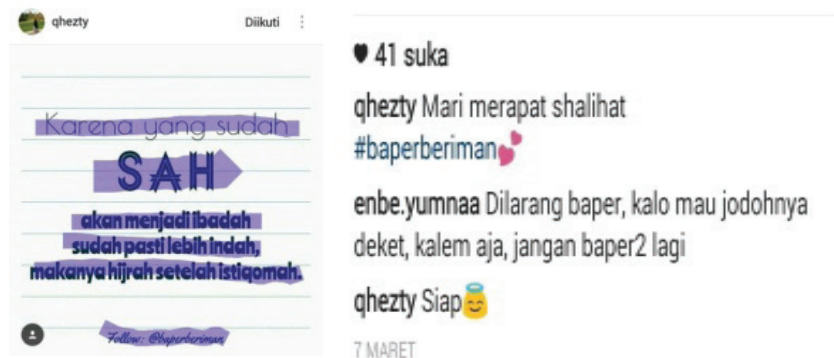 qhezty
Diikuti
Karena yang sudah
SAH
akan menjadi ibadah
sudah pasti lebih indah,
makanya hijrah setelah istiqomah.
Follow: @baperberiman
41 suka
qhezty Mari merapat shalihat
#baperberiman
enbe.yumnaa Dilarang baper, kalo mau jodohnya
deket, kalem aja, jangan baper2 lagi
qhezty Siap
7 MARET